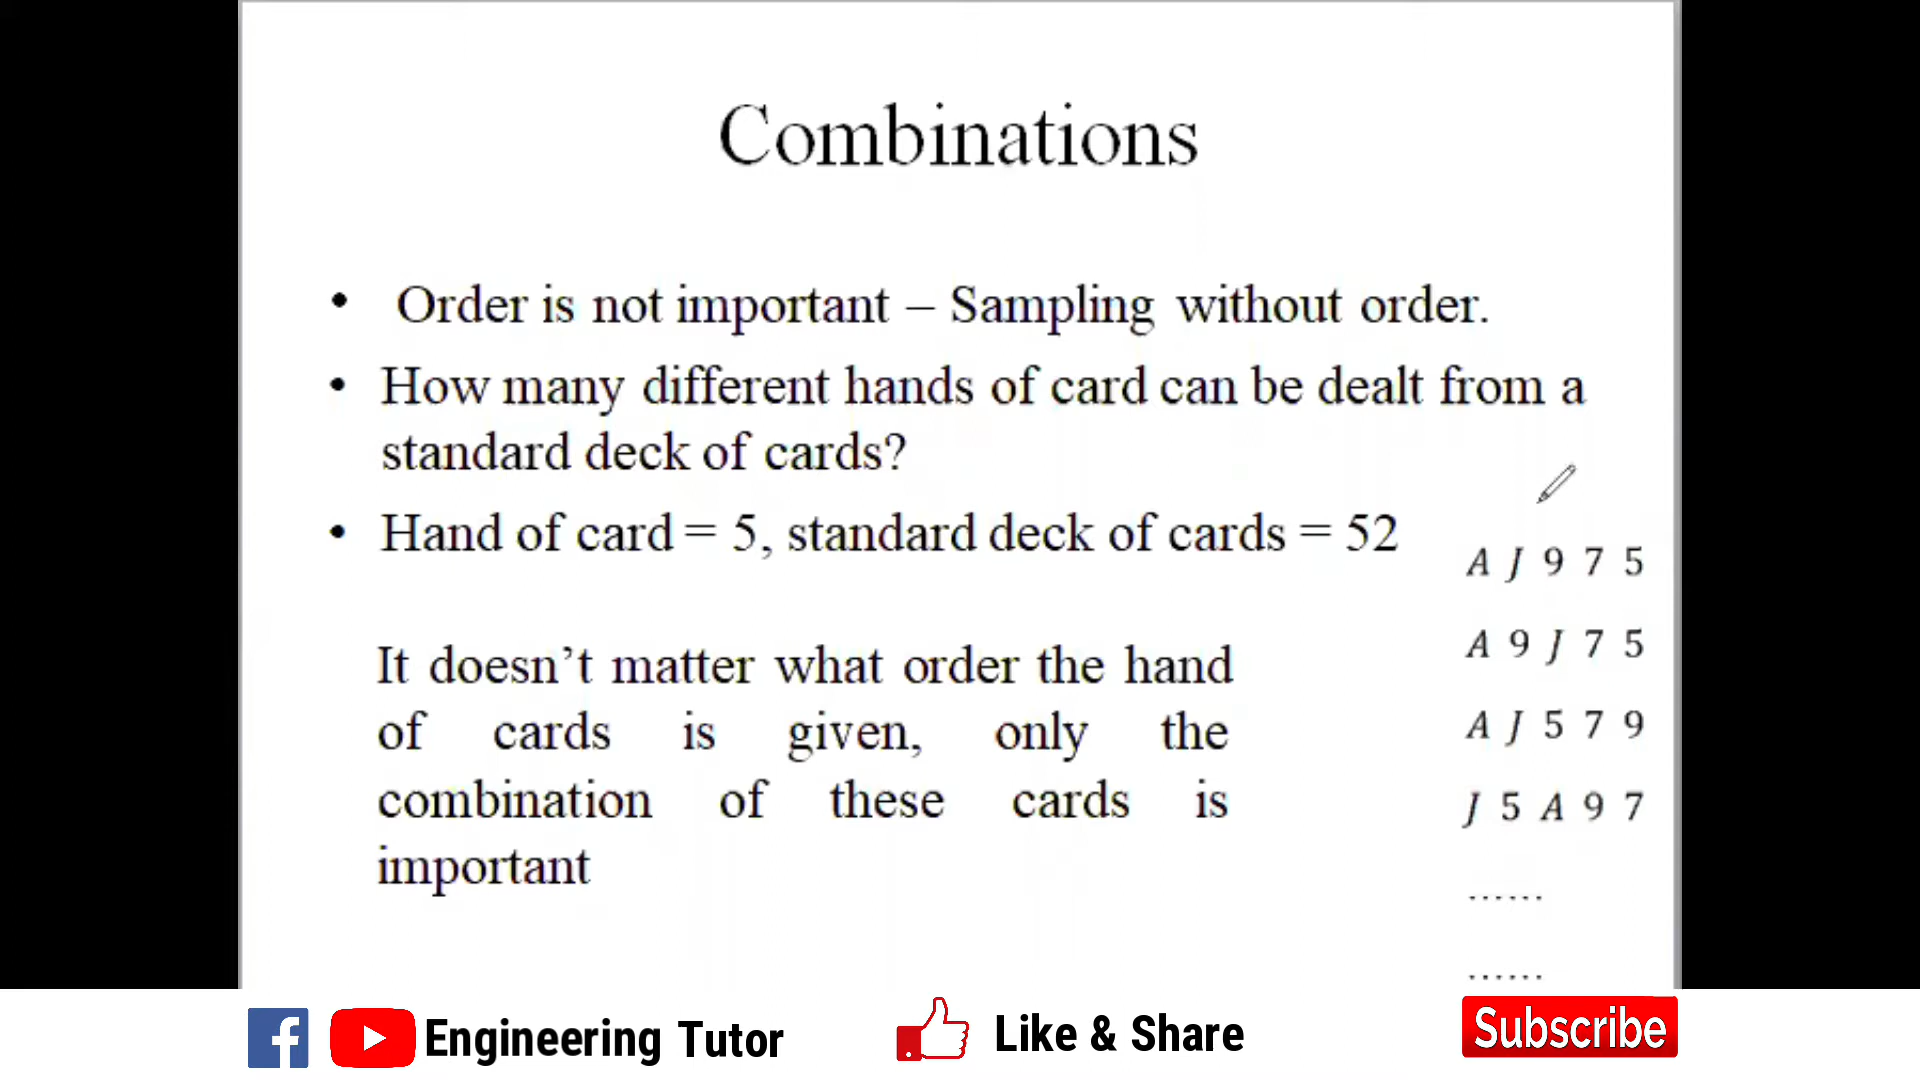 Combinations
• Order is not important – Sampling without order.
• How many different hands of card can be dealt from a
standard deck of cards?
• Hand of card = 5, standard deck of cards = 52
A J 9 7 5
A 9 J 7 5
A J 5 7 9
J 5 A 9 7
......
......
It doesn’t matter what order the hand
of cards is given, only the
combination of these cards is
important
f Engineering Tutor
Like & Share
Subscribe